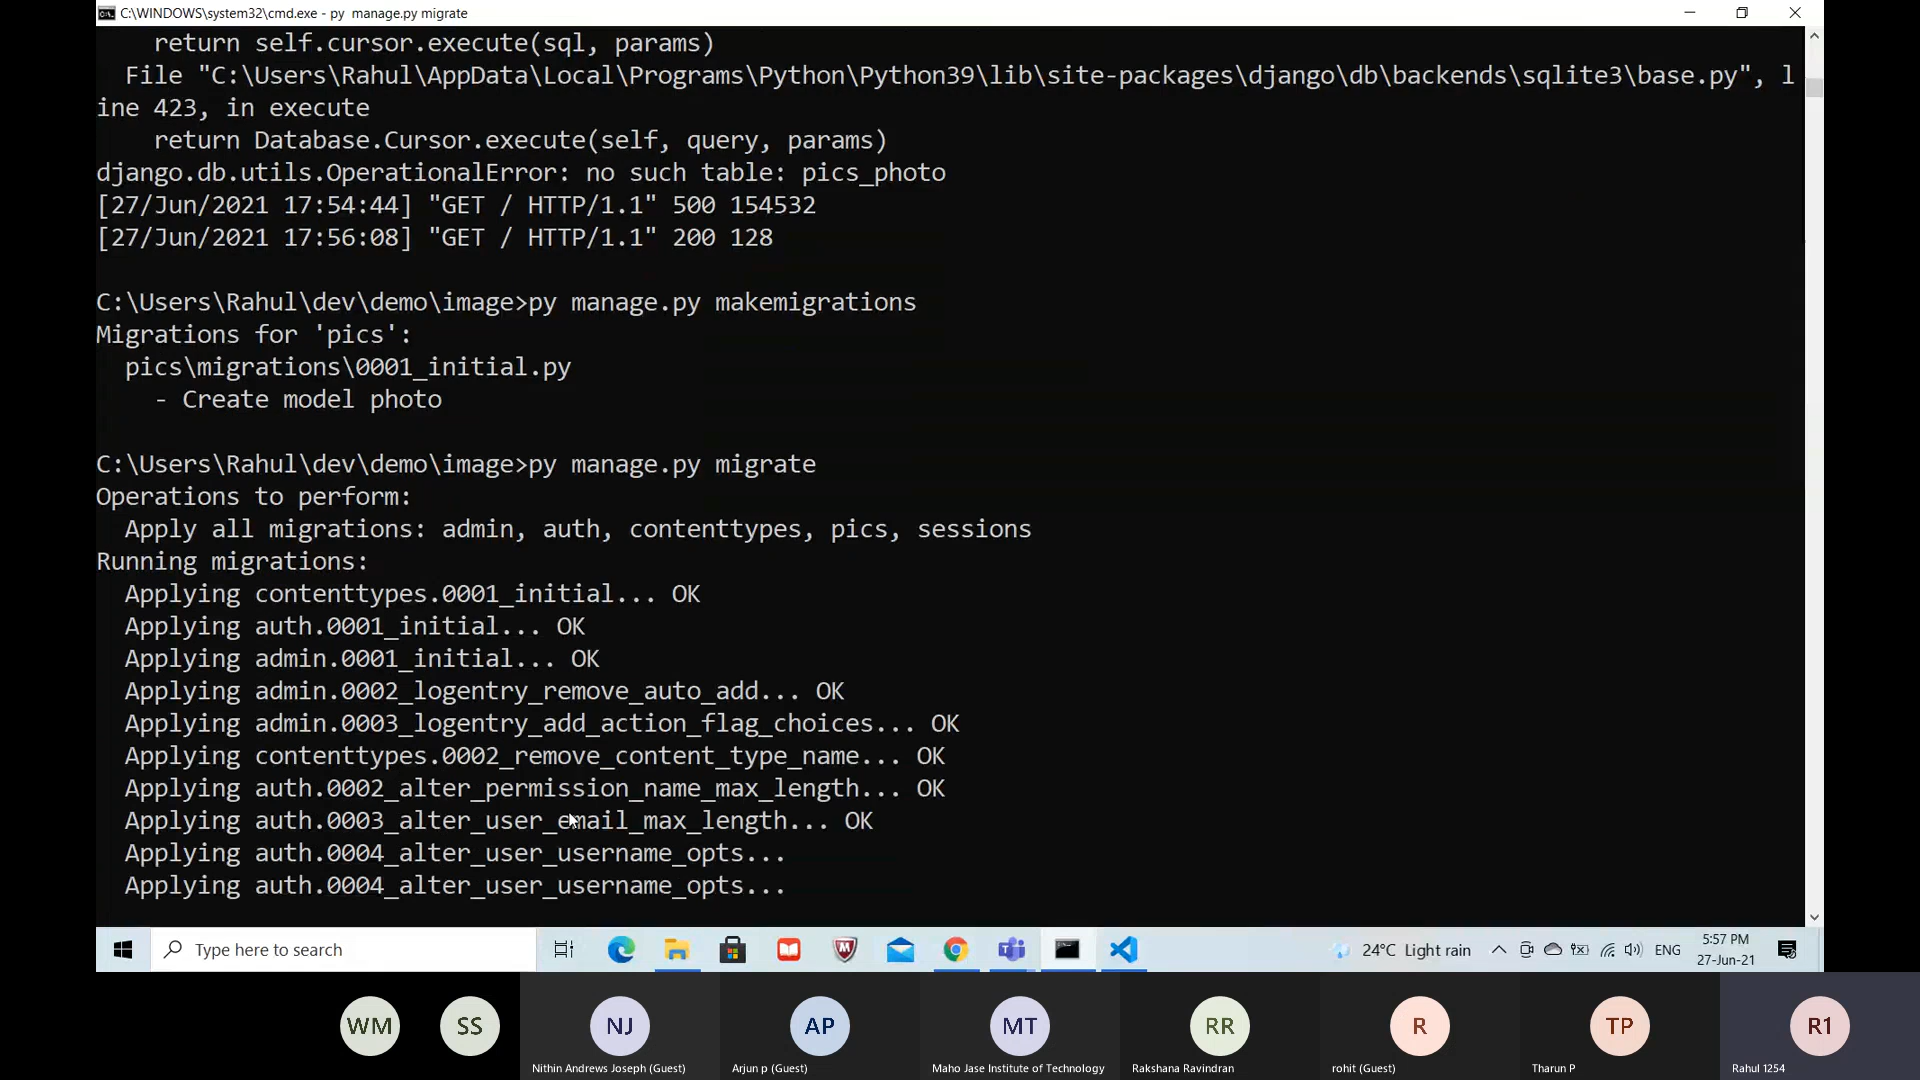 C:\WINDOWS\system32\cmd.exe - py  manage.py migrate
    return self.cursor.execute(sql, params)
  File "C:\Users\Rahul\AppData\Local\Programs\Python\Python39\lib\site-packages\django\db\backends\sqlite3\base.py", l
ine 423, in execute
    return Database.Cursor.execute(self, query, params)
django.db.utils.OperationalError: no such table: pics_photo
[27/Jun/2021 17:54:44] "GET / HTTP/1.1" 500 154532
[27/Jun/2021 17:56:08] "GET / HTTP/1.1" 200 128
C:\Users\Rahul\dev\demo\image>py manage.py makemigrations
Migrations for 'pics':
  pics\migrations\0001_initial.py
    - Create model photo
C:\Users\Rahul\dev\demo\image>py manage.py migrate
Operations to perform:
  Apply all migrations: admin, auth, contenttypes, pics, sessions
Running migrations:
  Applying contenttypes.0001_initial... OK
  Applying auth.0001_initial... OK
  Applying admin.0001_initial... OK
  Applying admin.0002_logentry_remove_auto_add... OK
  Applying admin.0003_logentry_add_action_flag_choices... OK
  Applying contenttypes.0002_remove_content_type_name... OK
  Applying auth.0002_alter_permission_name_max_length... OK
  Applying auth.0003_alter_user_email_max_length... OK
  Applying auth.0004_alter_user_username_opts...
  Applying auth.0004_alter_user_username_opts...
Type here to search
24°C Light rain
ENG
5:57 PM
27-Jun-21
WM
SS
NJ
AP
MT
RR
R
TP
R1
Nithin Andrews Joseph (Guest)
Arjun p (Guest)
Maho Jase Institute of Technology
Rakshana Ravindran
rohit (Guest)
Tharun P
Rahul 1254